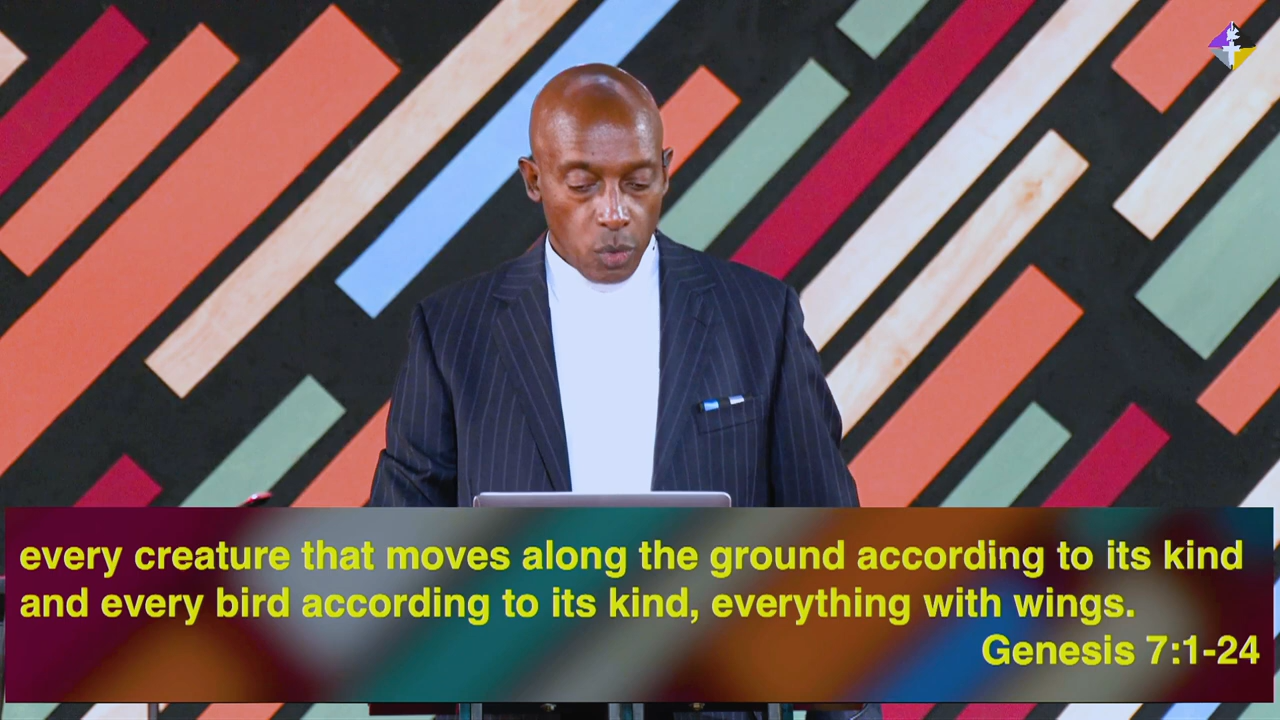 every creature that moves along the ground according to its kind
and every bird according to its kind, everything with wings.
Genesis 7:1-24